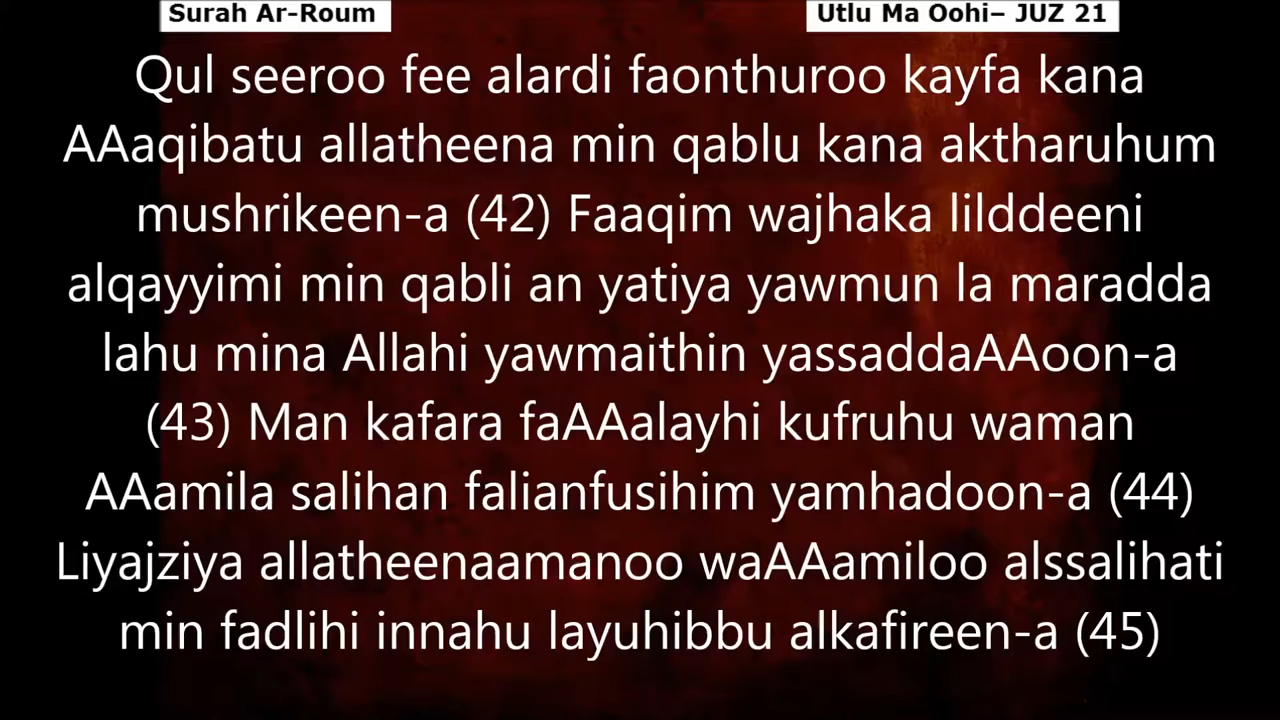 Surah Ar-Roum
Utlu Ma Oohi– JUZ 21
Qul seeroo fee alardi faonthuroo kayfa kana
AAaqibatu allatheena min qablu kana aktharuhum
mushrikeen-a (42) Faaqim wajhaka lilddeeni
alqayyimi min qabli an yatiya yawmun la maradda
lahu mina Allahi yawmaithin yassaddaAAoon-a
(43) Man kafara faAAalayhi kufruhu waman
AAamila salihan falianfusihim yamhadoon-a (44)
Liyajziya allatheenaamanoo waAAamiloo alssalihati
min fadlihi innahu layuhibbu alkafireen-a (45)